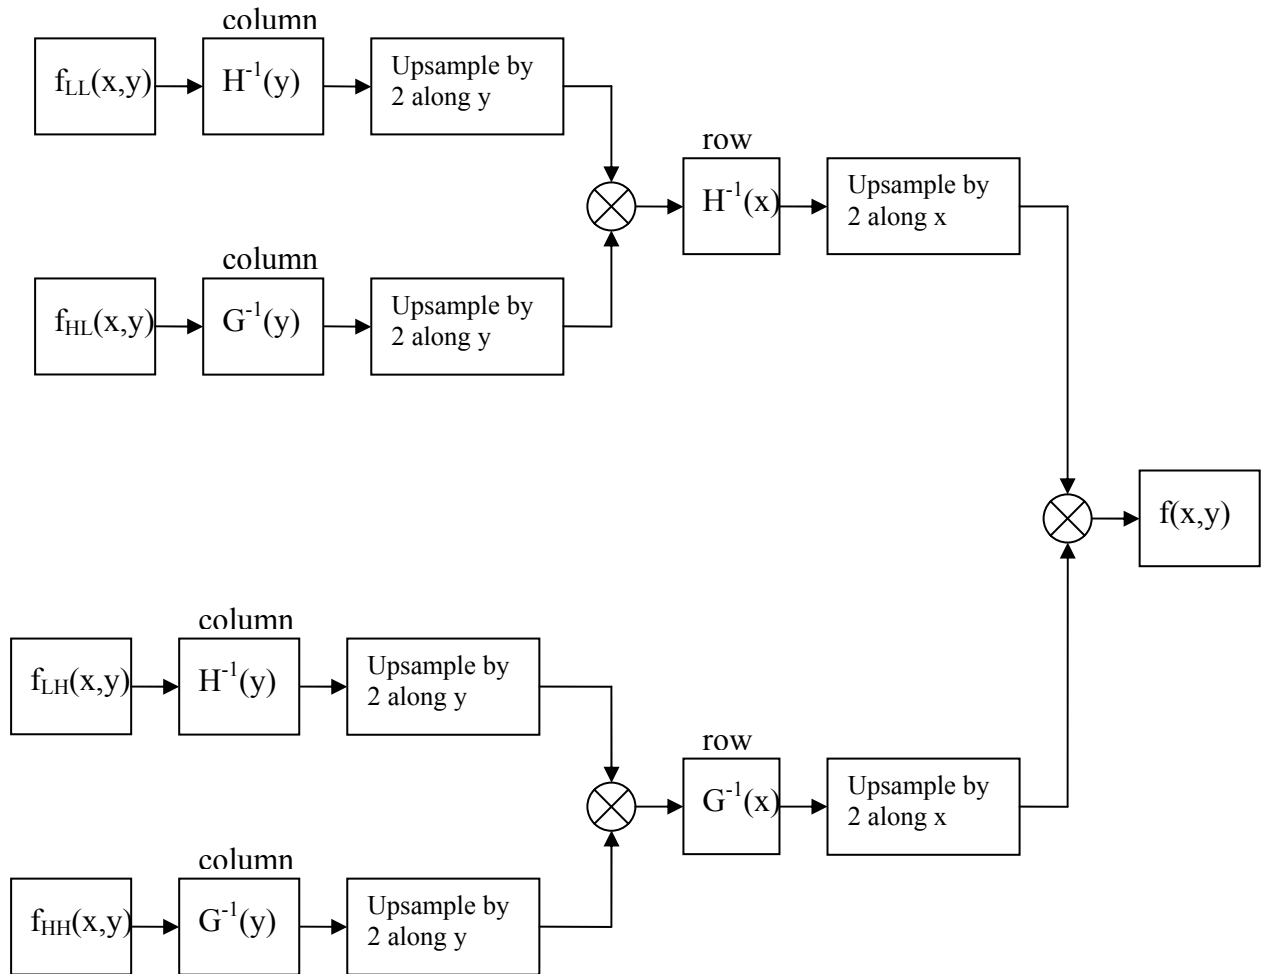 column
f_LL(x,y)
H^-1(y)
Upsample by
2 along y
row
H^-1(x)
Upsample by
2 along x
column
f_HL(x,y)
G^-1(y)
Upsample by
2 along y
f(x,y)
column
f_LH(x,y)
H^-1(y)
Upsample by
2 along y
row
G^-1(x)
Upsample by
2 along x
column
f_HH(x,y)
G^-1(y)
Upsample by
2 along y